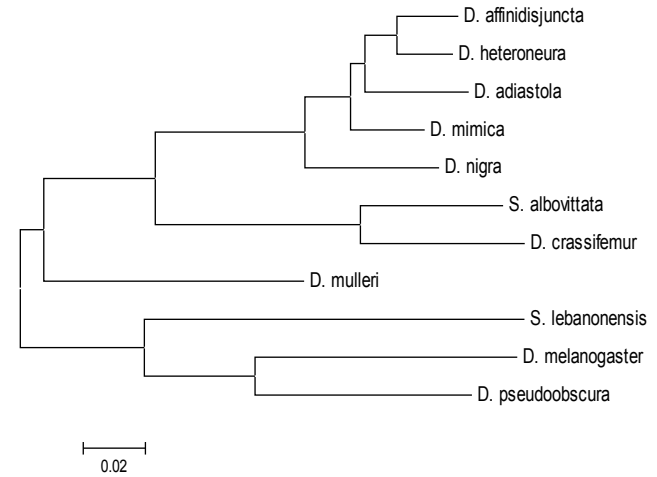 D. affinidisjuncta
D. heteroneura
D. adiastola
D. mimica
D. nigra
S. albovittata
D. crassifemur
D. mulleri
S. lebanonensis
D. melanogaster
D. pseudoobscura
0.02